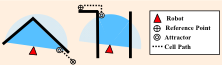 Robot
Reference Point
Attractor
Cell Path